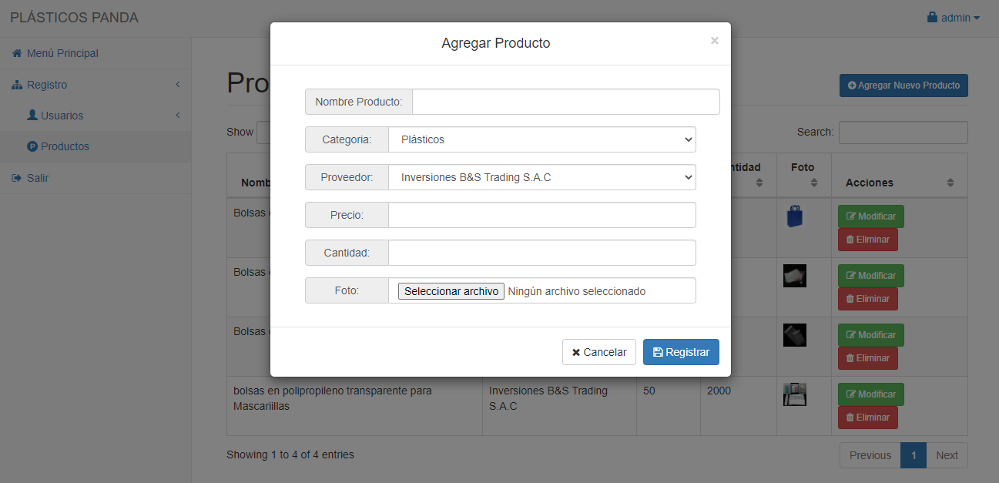 PLÁSTICOS PANDA
admin
Menú Principal
Registro
Usuarios
Productos
Salir
Agregar Producto
×
Nombre Producto:
Categoria: Plásticos
Proveedor: Inversiones B&S Trading S.A.C
Precio:
Cantidad:
Foto: Seleccionar archivo Ningún archivo seleccionado
Cancelar Registrar
Pro
Agregar Nuevo Producto
Show
Search:
Nomb ntidad Foto Acciones
Bolsas
Modificar
Eliminar
Bolsas
Modificar
Eliminar
Bolsas
Modificar
Eliminar
bolsas en polipropileno transparente para
Mascariillas
Inversiones B&S Trading
S.A.C
50
2000
Modificar
Eliminar
Showing 1 to 4 of 4 entries
Previous 1 Next